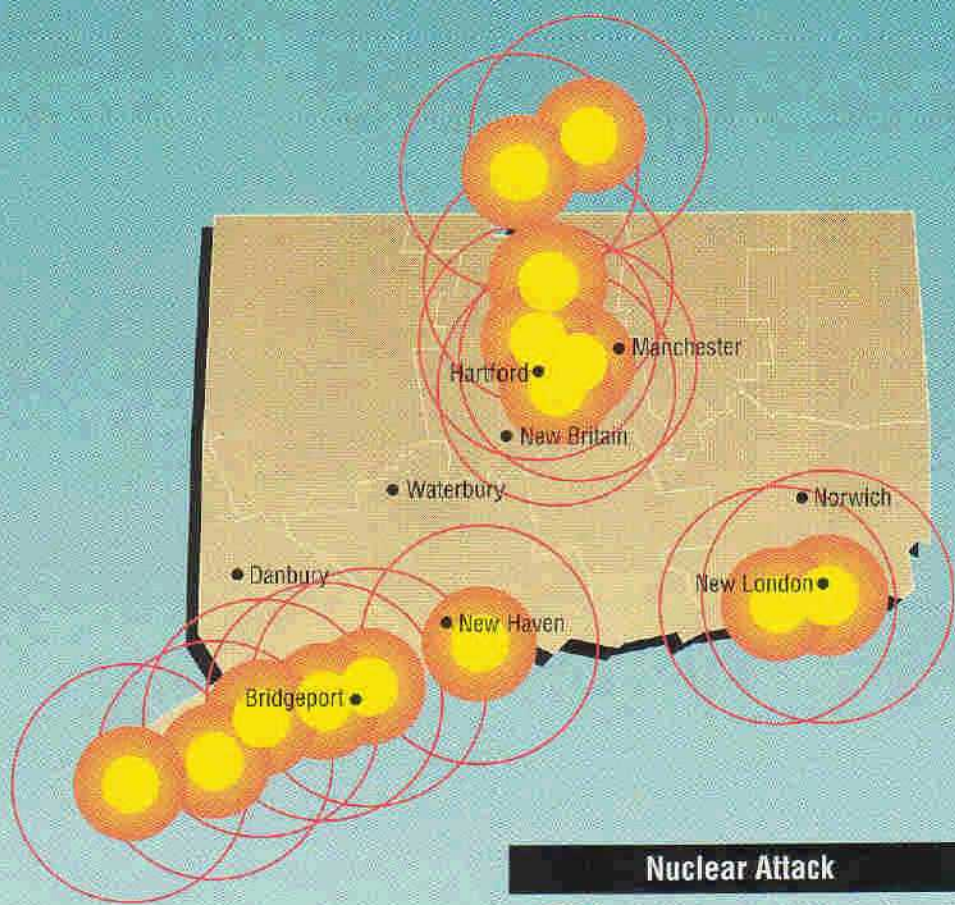 Manchester
Hartford
New Britain
Waterbury
Norwich
Danbury
New London
New Haven
Bridgeport
Nuclear Attack